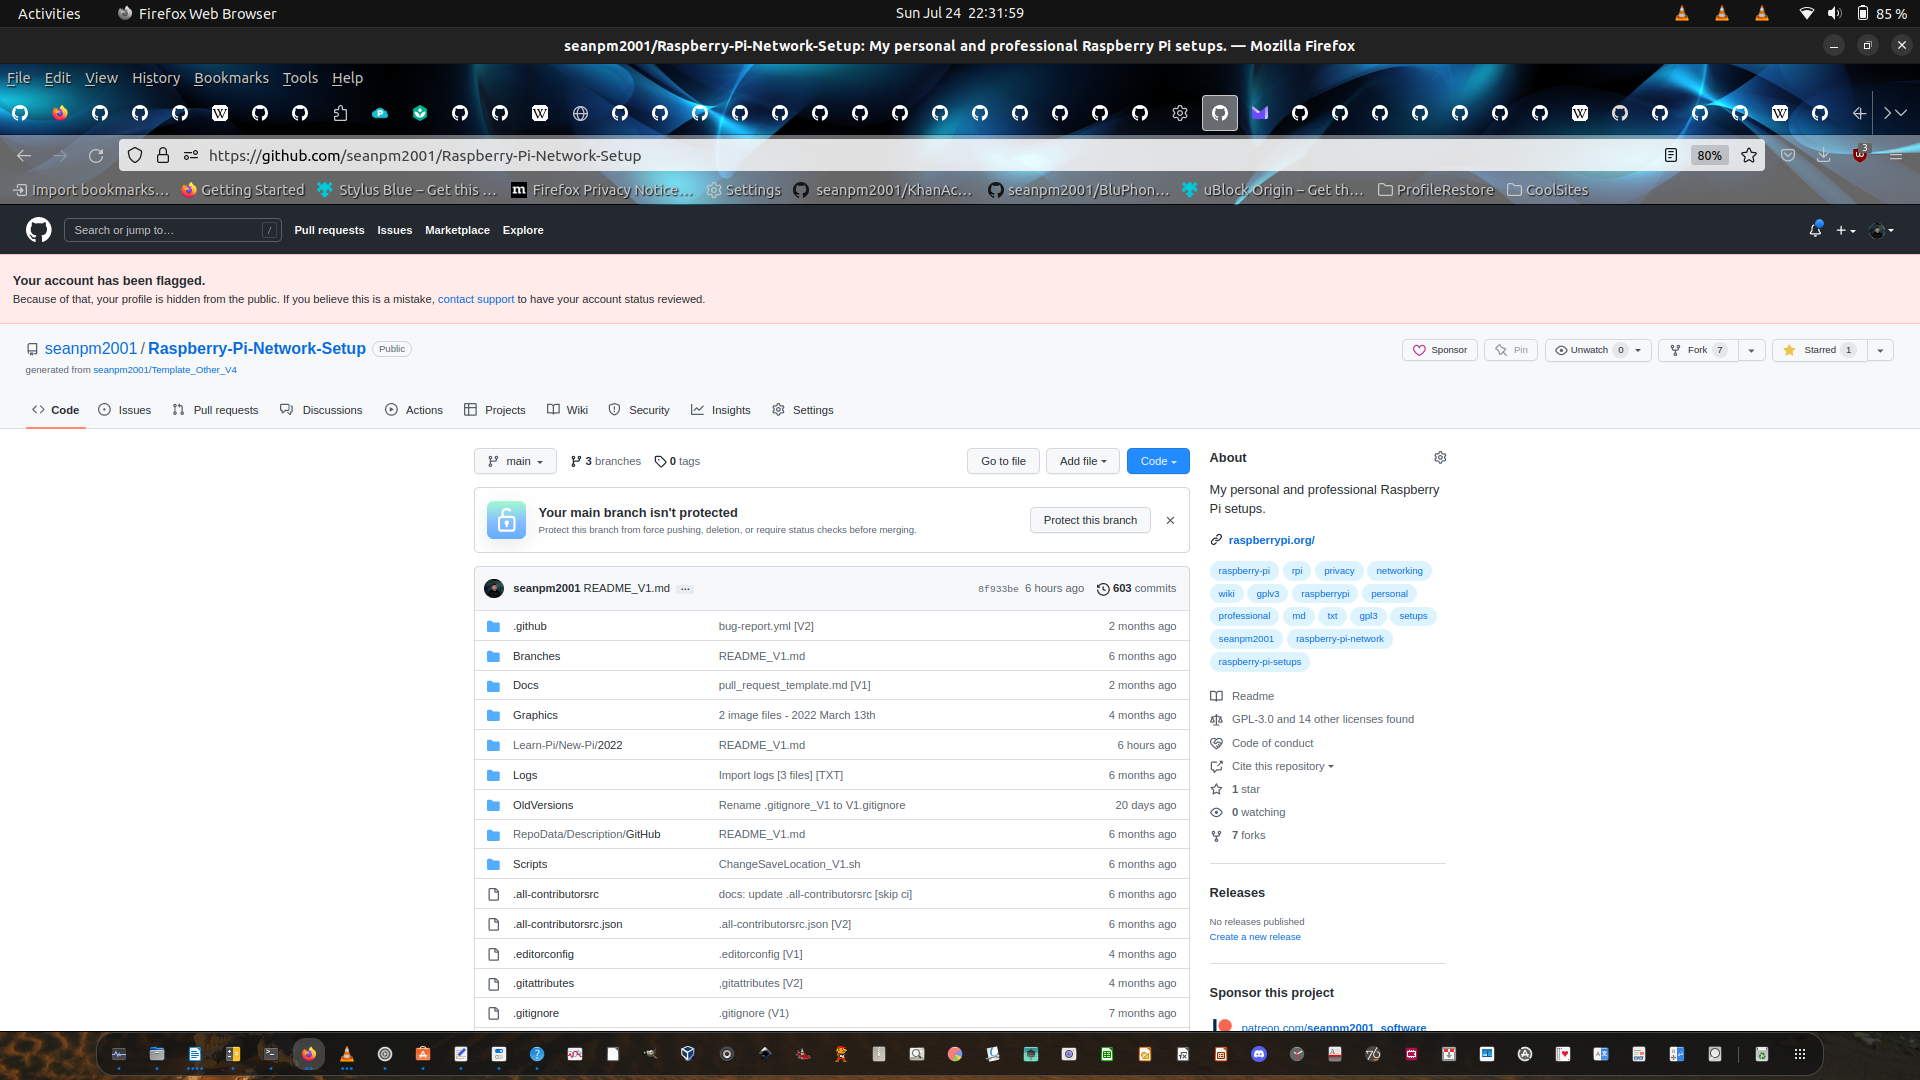 Activities Firefox Web Browser Sun Jul 24 22:31:59 85 %
seanpm2001/Raspberry-Pi-Network-Setup: My personal and professional Raspberry Pi setups. — Mozilla Firefox
File Edit View History Bookmarks Tools Help
https://github.com/seanpm2001/Raspberry-Pi-Network-Setup 80% 3
Import bookmarks… Getting Started Stylus Blue – Get this … Firefox Privacy Notice… Settings seanpm2001/KhanAc… seanpm2001/BluPhon… uBlock Origin – Get th… ProfileRestore CoolSites
Search or jump to… / Pull requests Issues Marketplace Explore
Your account has been flagged.
Because of that, your profile is hidden from the public. If you believe this is a mistake, contact support to have your account status reviewed.
seanpm2001 / Raspberry-Pi-Network-Setup Public Sponsor Pin Unwatch 0 Fork 7 Starred 1
generated from seanpm2001/Template_Other_V4
Code Issues Pull requests Discussions Actions Projects Wiki Security Insights Settings
main 3 branches 0 tags Go to file Add file Code
Your main branch isn't protected
Protect this branch from force pushing, deletion, or require status checks before merging.
Protect this branch
seanpm2001 README_V1.md ... 8f933be 6 hours ago 603 commits
.github bug-report.yml [V2] 2 months ago
Branches README_V1.md 6 months ago
Docs pull_request_template.md [V1] 2 months ago
Graphics 2 image files - 2022 March 13th 4 months ago
Learn-Pi/New-Pi/2022 README_V1.md 6 hours ago
Logs Import logs [3 files] [TXT] 6 months ago
OldVersions Rename .gitignore_V1 to V1.gitignore 20 days ago
RepoData/Description/GitHub README_V1.md 6 months ago
Scripts ChangeSaveLocation_V1.sh 6 months ago
.all-contributorsrc docs: update .all-contributorsrc [skip ci] 6 months ago
.all-contributorsrc.json .all-contributorsrc.json [V2] 6 months ago
.editorconfig .editorconfig [V1] 4 months ago
.gitattributes ,gitattributes [V2] 4 months ago
.gitignore .gitignore (V1) 7 months ago
About
My personal and professional Raspberry
Pi setups.
raspberrypi.org/
raspberry-pi rpi privacy networking
wiki gplv3 raspberrypi personal
professional md txt gpl3 setups
seanpm2001 raspberry-pi-network
raspberry-pi-setups
Readme
GPL-3.0 and 14 other licenses found
Code of conduct
Cite this repository
1 star
0 watching
7 forks
Releases
No releases published
Create a new release
Sponsor this project
patreon.com/seanpm2001_software